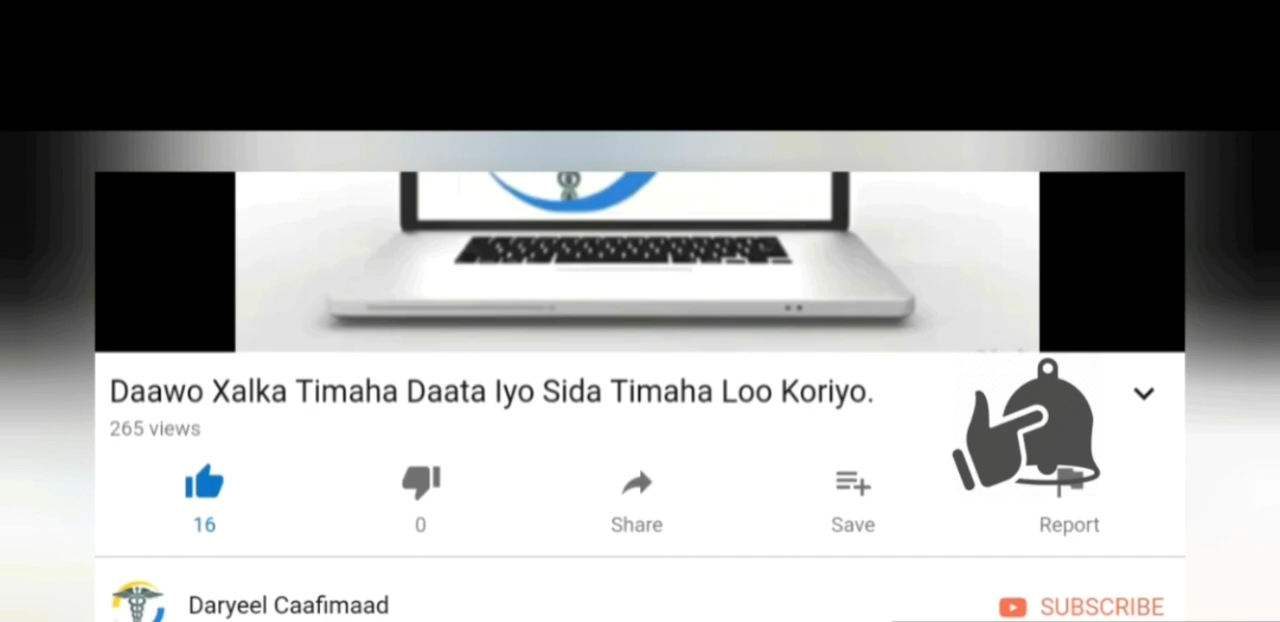 Daawo Xalka Timaha Daata Iyo Sida Timaha Loo Koriyo.
265 views
16
0
Share
Save
Report
Daryeel Caafimaad
SUBSCRIBE